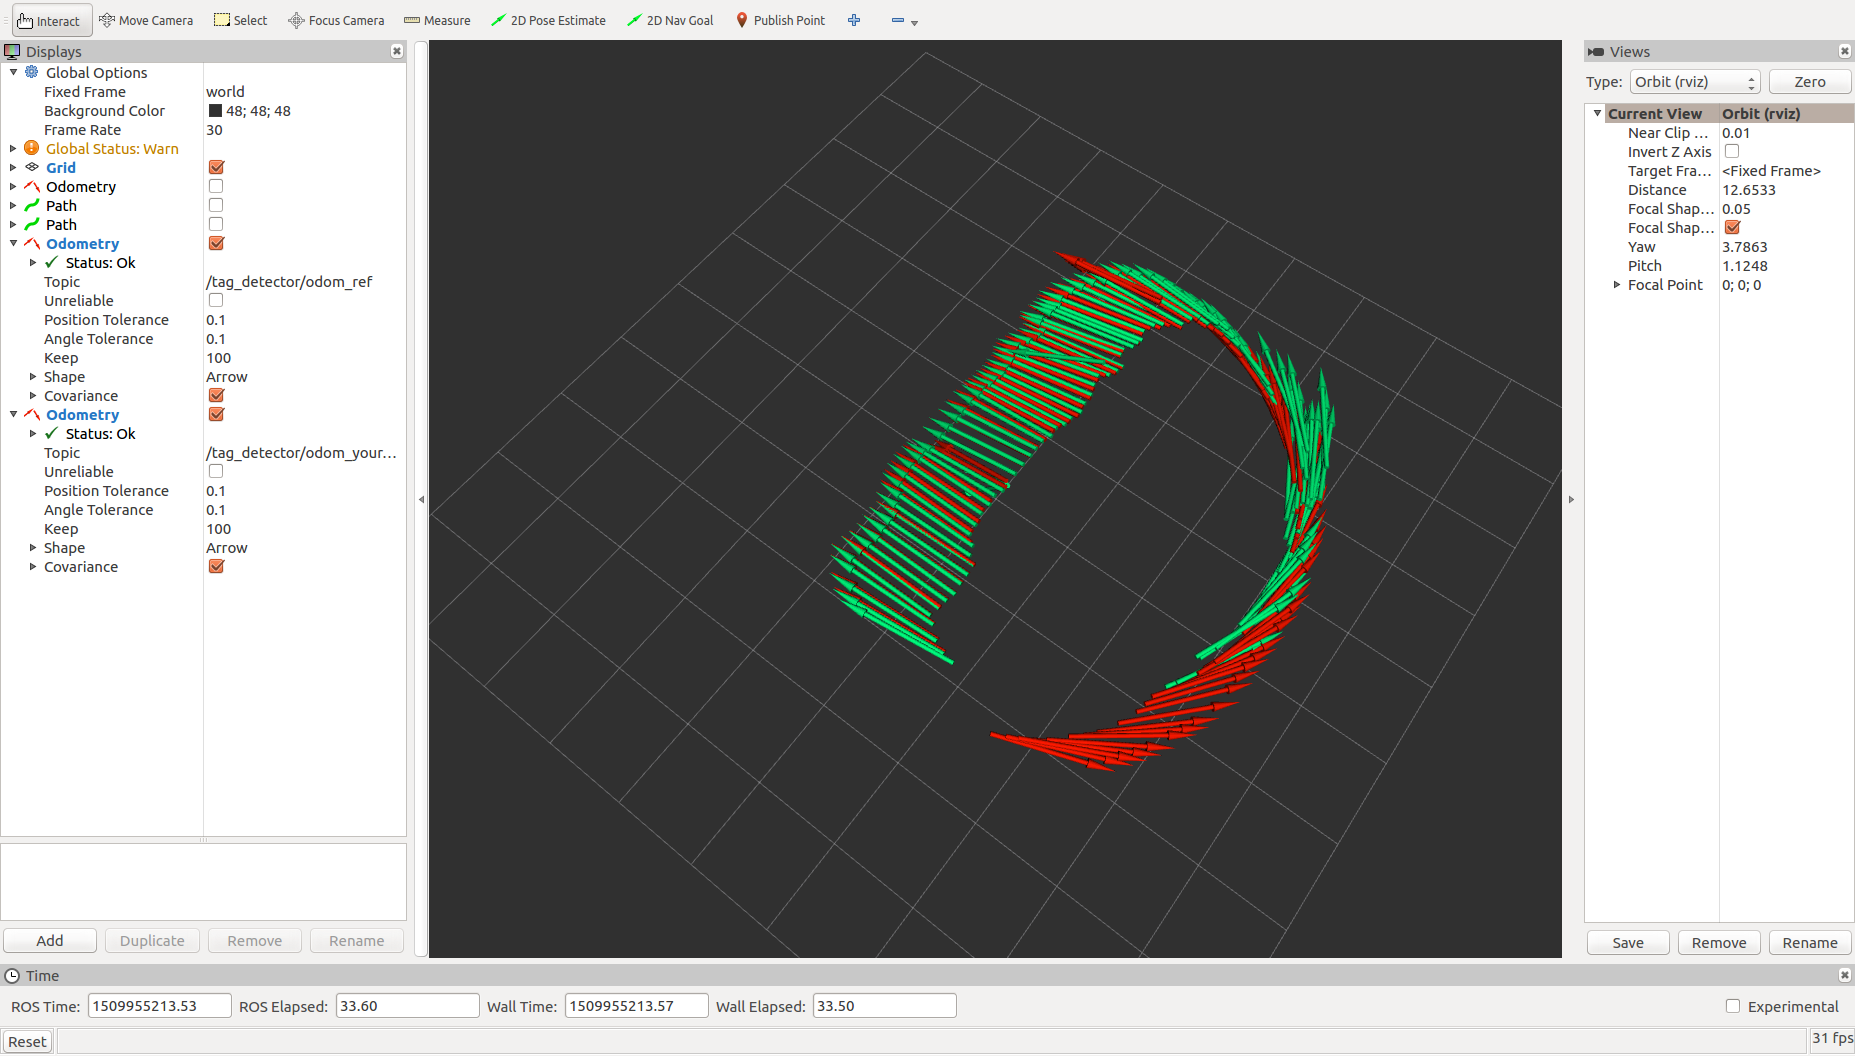 Interact Move Camera Select Focus Camera Measure 2D Pose Estimate 2D Nav Goal Publish Point
Displays
Global Options
Fixed Frame world
Background Color 48; 48; 48
Frame Rate 30
Global Status: Warn
Grid
Odometry
Path
Path
Odometry
Status: Ok
Topic /tag_detector/odom_ref
Unreliable
Position Tolerance 0.1
Angle Tolerance 0.1
Keep 100
Shape Arrow
Covariance
Odometry
Status: Ok
Topic /tag_detector/odom_your...
Unreliable
Position Tolerance 0.1
Angle Tolerance 0.1
Keep 100
Shape Arrow
Covariance
Add Duplicate Remove Rename
Views
Type: Orbit (rviz) Zero
Current View Orbit (rviz)
Near Clip ... 0.01
Invert Z Axis
Target Fra... <Fixed Frame>
Distance 12.6533
Focal Shap... 0.05
Focal Shap...
Yaw 3.7863
Pitch 1.1248
Focal Point 0; 0; 0
Save Remove Rename
Time
ROS Time: 1509955213.53 ROS Elapsed: 33.60 Wall Time: 1509955213.57 Wall Elapsed: 33.50 Experimental
Reset 31 fps